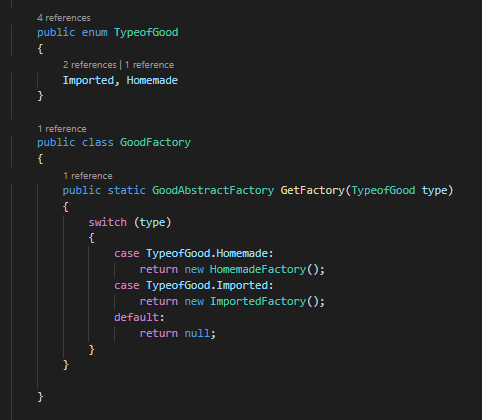 4 references
public enum TypeofGood
{
2 references | 1 reference
Imported, Homemade
}
1 reference
public class GoodFactory
{
1 reference
public static GoodAbstractFactory GetFactory(TypeofGood type)
{
switch (type)
{
case TypeofGood.Homemade:
return new HomemadeFactory();
case TypeofGood.Imported:
return new ImportedFactory();
default:
return null;
}
}
}